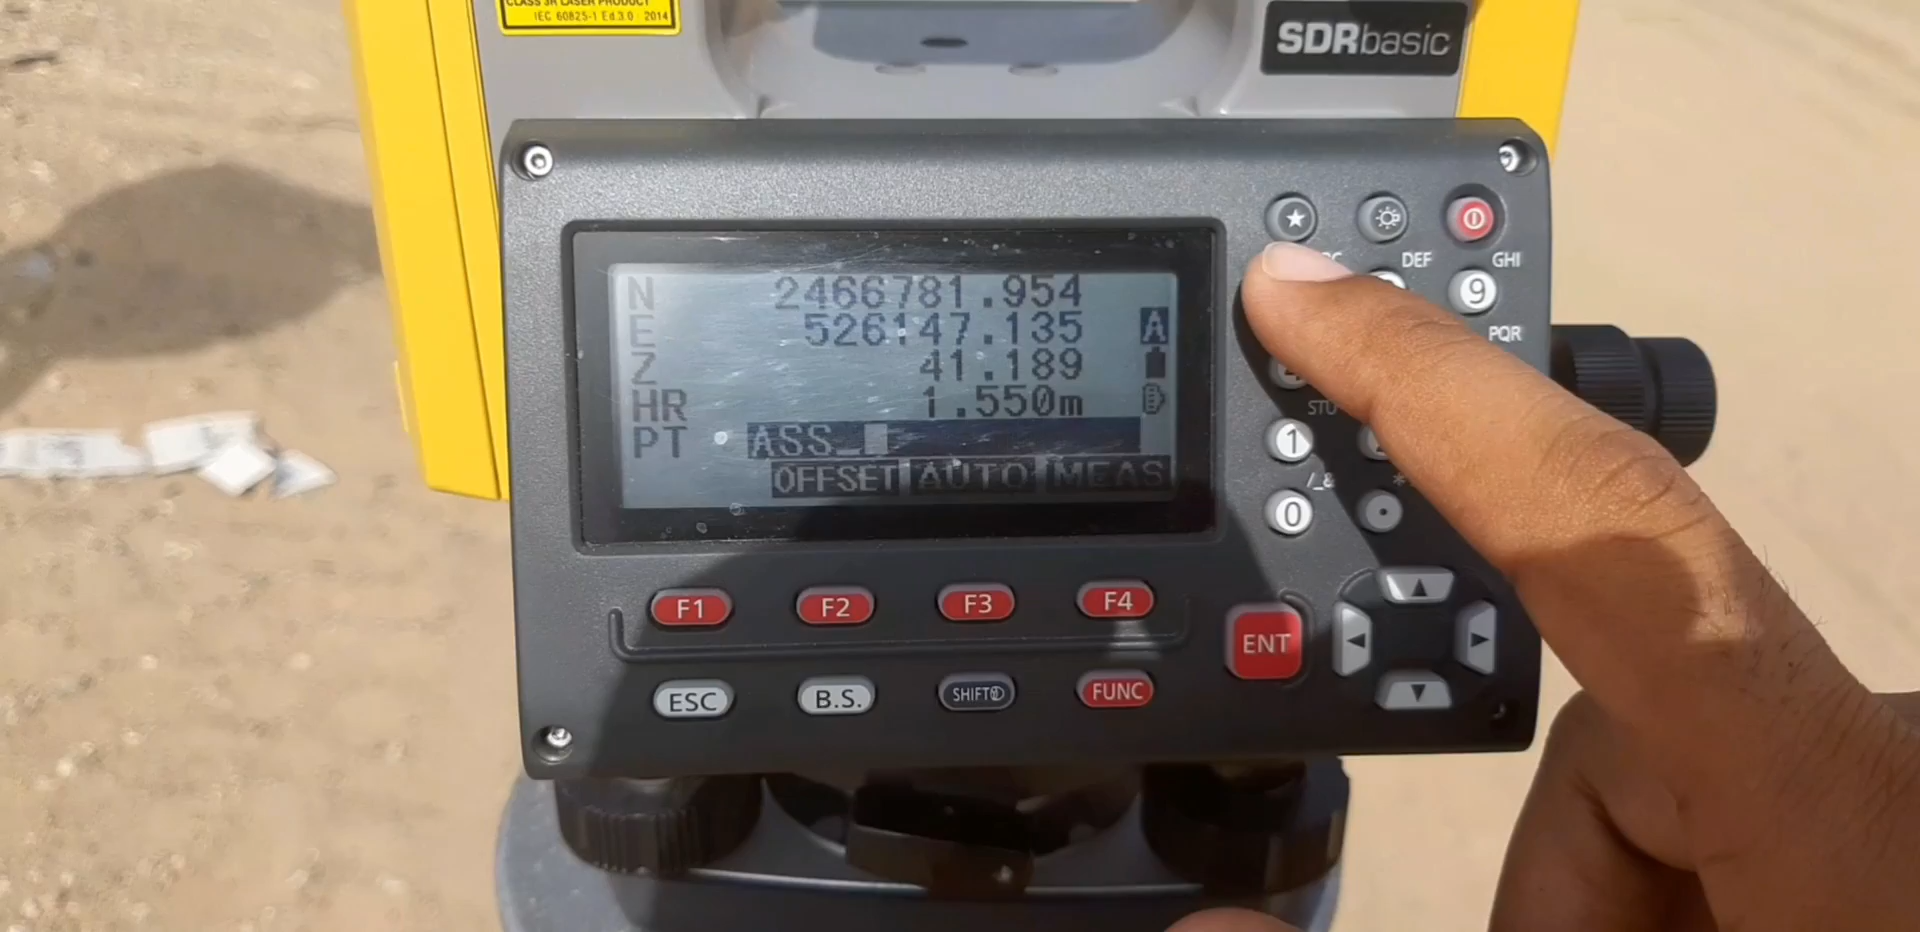 CLASS 3R LASER PRODUCT
IEC 60825-1 Ed.3.0 2014
SDRbasic
N 2466781.954
E 526147.135 A
Z 41.189
HR 1.550m
PT ASS_
OFFSET AUTO MEAS
DEF GHI
9
PQR
STU
1
/_& *
0 .
F1 F2 F3 F4
ENT
ESC B.S. SHIFT FUNC